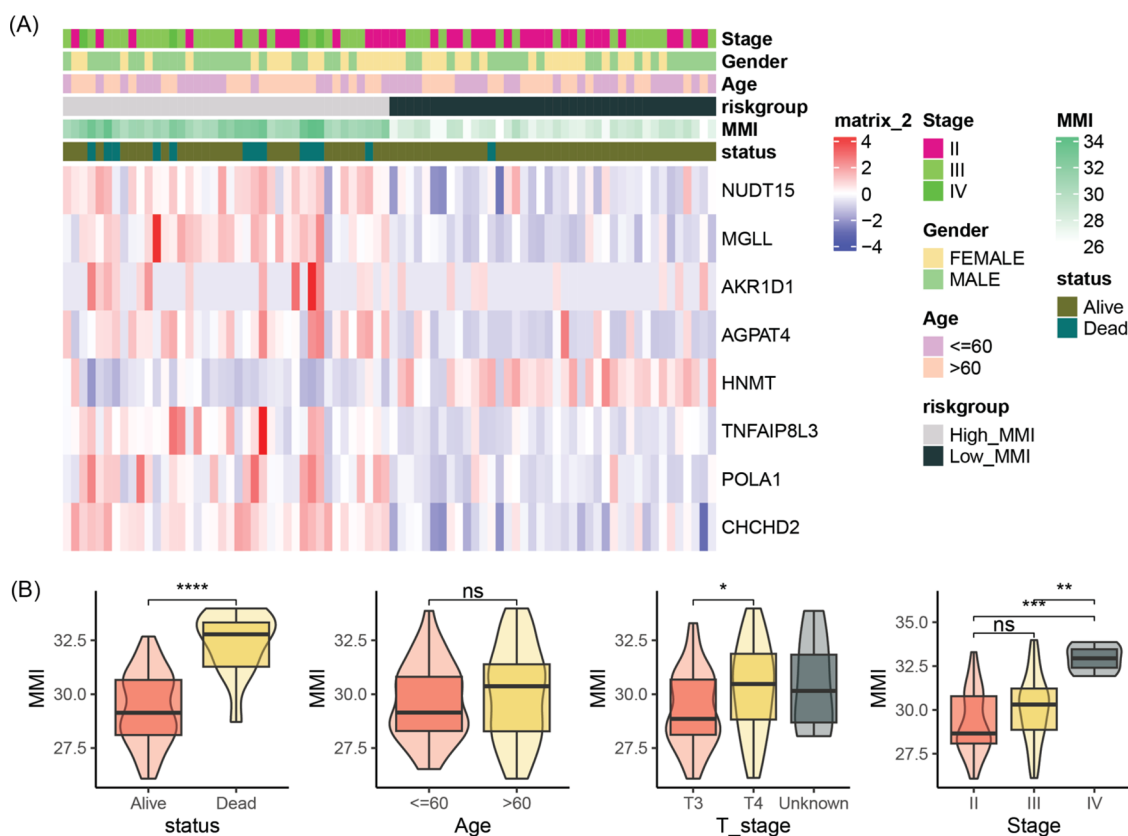 (A)
Stage
Gender
Age
riskgroup
MMI
status
NUDT15
MGLL
AKR1D1
AGPAT4
HNMT
TNFAIP8L3
POLA1
CHCHD2
matrix_2
4
2
0
−2
−4
Stage
II
III
IV
Gender
FEMALE
MALE
Age
<=60
>60
riskgroup
High_MMI
Low_MMI
MMI
34
32
30
28
26
status
Alive
Dead
(B)
****
MMI
32.5
30.0
27.5
Alive Dead
status
ns
MMI
32.5
30.0
27.5
<=60 >60
Age
*
MMI
32.5
30.0
27.5
T3 T4 Unknown
T_stage
**
***
ns
MMI
35.0
32.5
30.0
27.5
II III IV
Stage